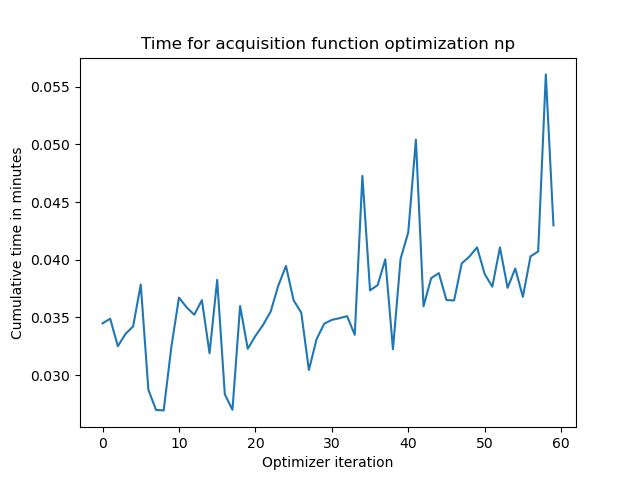 Time for acquisition function optimization np
Cumulative time in minutes
0.055
0.050
0.045
0.040
0.035
0.030
0 10 20 30 40 50 60
Optimizer iteration